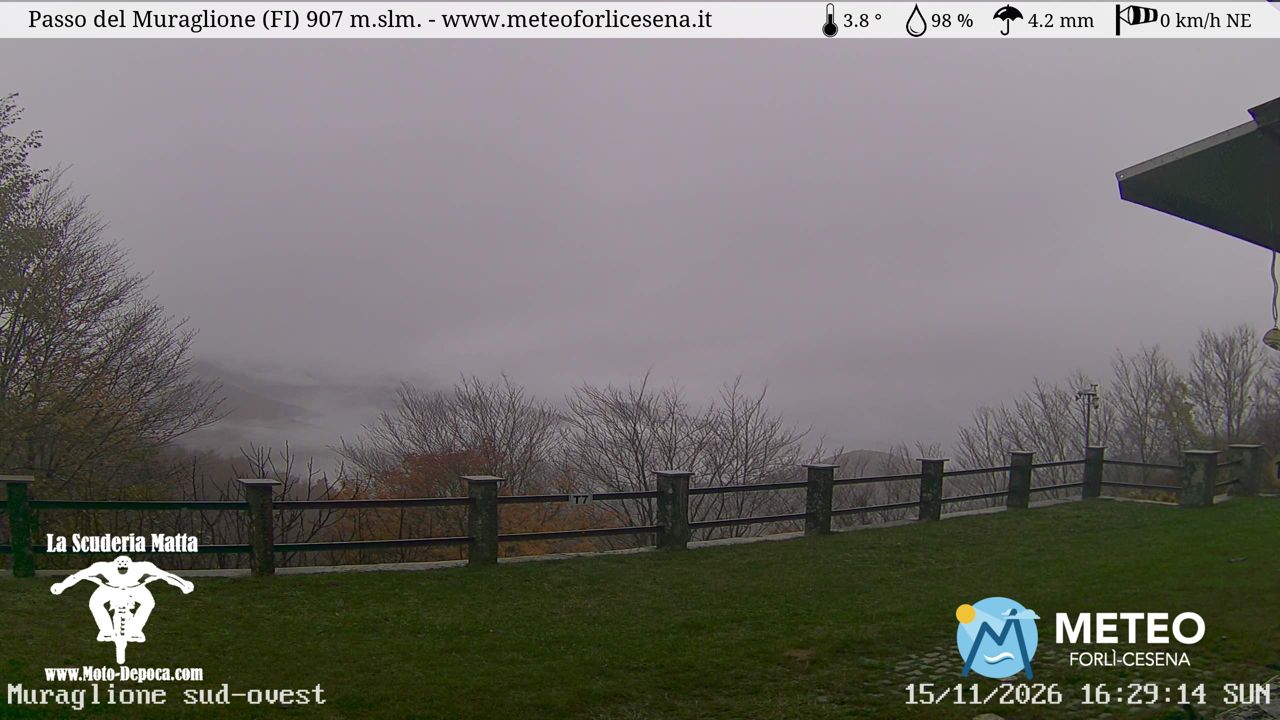 Passo del Muraglione (FI) 907 m.slm. - www.meteoforlicesena.it 3.8 ° 98 % 4.2 mm 0 km/h NE
T7
La Scuderia Matta
www.Moto-Depoca.com
METEO
FORLÌ-CESENA
Muraglione sud-ovest 15/11/2026 16:29:14 SUN